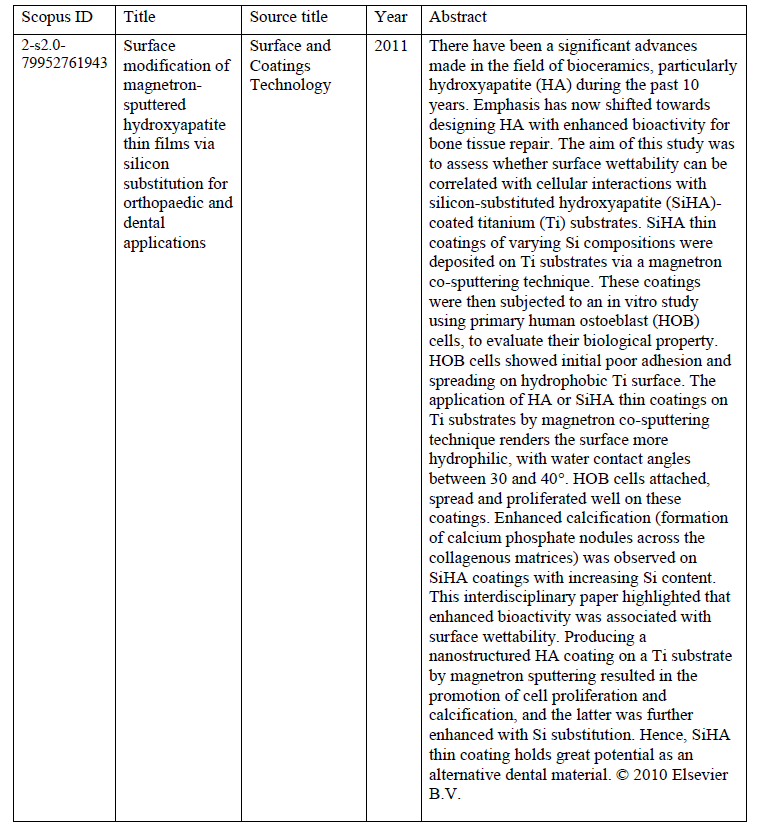 Scopus ID
Title
Source title
Year
Abstract
2-s2.0-
79952761943
Surface
modification of
magnetron-
sputtered
hydroxyapatite
thin films via
silicon
substitution for
orthopaedic and
dental
applications
Surface and
Coatings
Technology
2011
There have been a significant advances
made in the field of bioceramics, particularly
hydroxyapatite (HA) during the past 10
years. Emphasis has now shifted towards
designing HA with enhanced bioactivity for
bone tissue repair. The aim of this study was
to assess whether surface wettability can be
correlated with cellular interactions with
silicon-substituted hydroxyapatite (SiHA)-
coated titanium (Ti) substrates. SiHA thin
coatings of varying Si compositions were
deposited on Ti substrates via a magnetron
co-sputtering technique. These coatings
were then subjected to an in vitro study
using primary human ostoeblast (HOB)
cells, to evaluate their biological property.
HOB cells showed initial poor adhesion and
spreading on hydrophobic Ti surface. The
application of HA or SiHA thin coatings on
Ti substrates by magnetron co-sputtering
technique renders the surface more
hydrophilic, with water contact angles
between 30 and 40°. HOB cells attached,
spread and proliferated well on these
coatings. Enhanced calcification (formation
of calcium phosphate nodules across the
collagenous matrices) was observed on
SiHA coatings with increasing Si content.
This interdisciplinary paper highlighted that
enhanced bioactivity was associated with
surface wettability. Producing a
nanostructured HA coating on a Ti substrate
by magnetron sputtering resulted in the
promotion of cell proliferation and
calcification, and the latter was further
enhanced with Si substitution. Hence, SiHA
thin coating holds great potential as an
alternative dental material. © 2010 Elsevier
B.V.